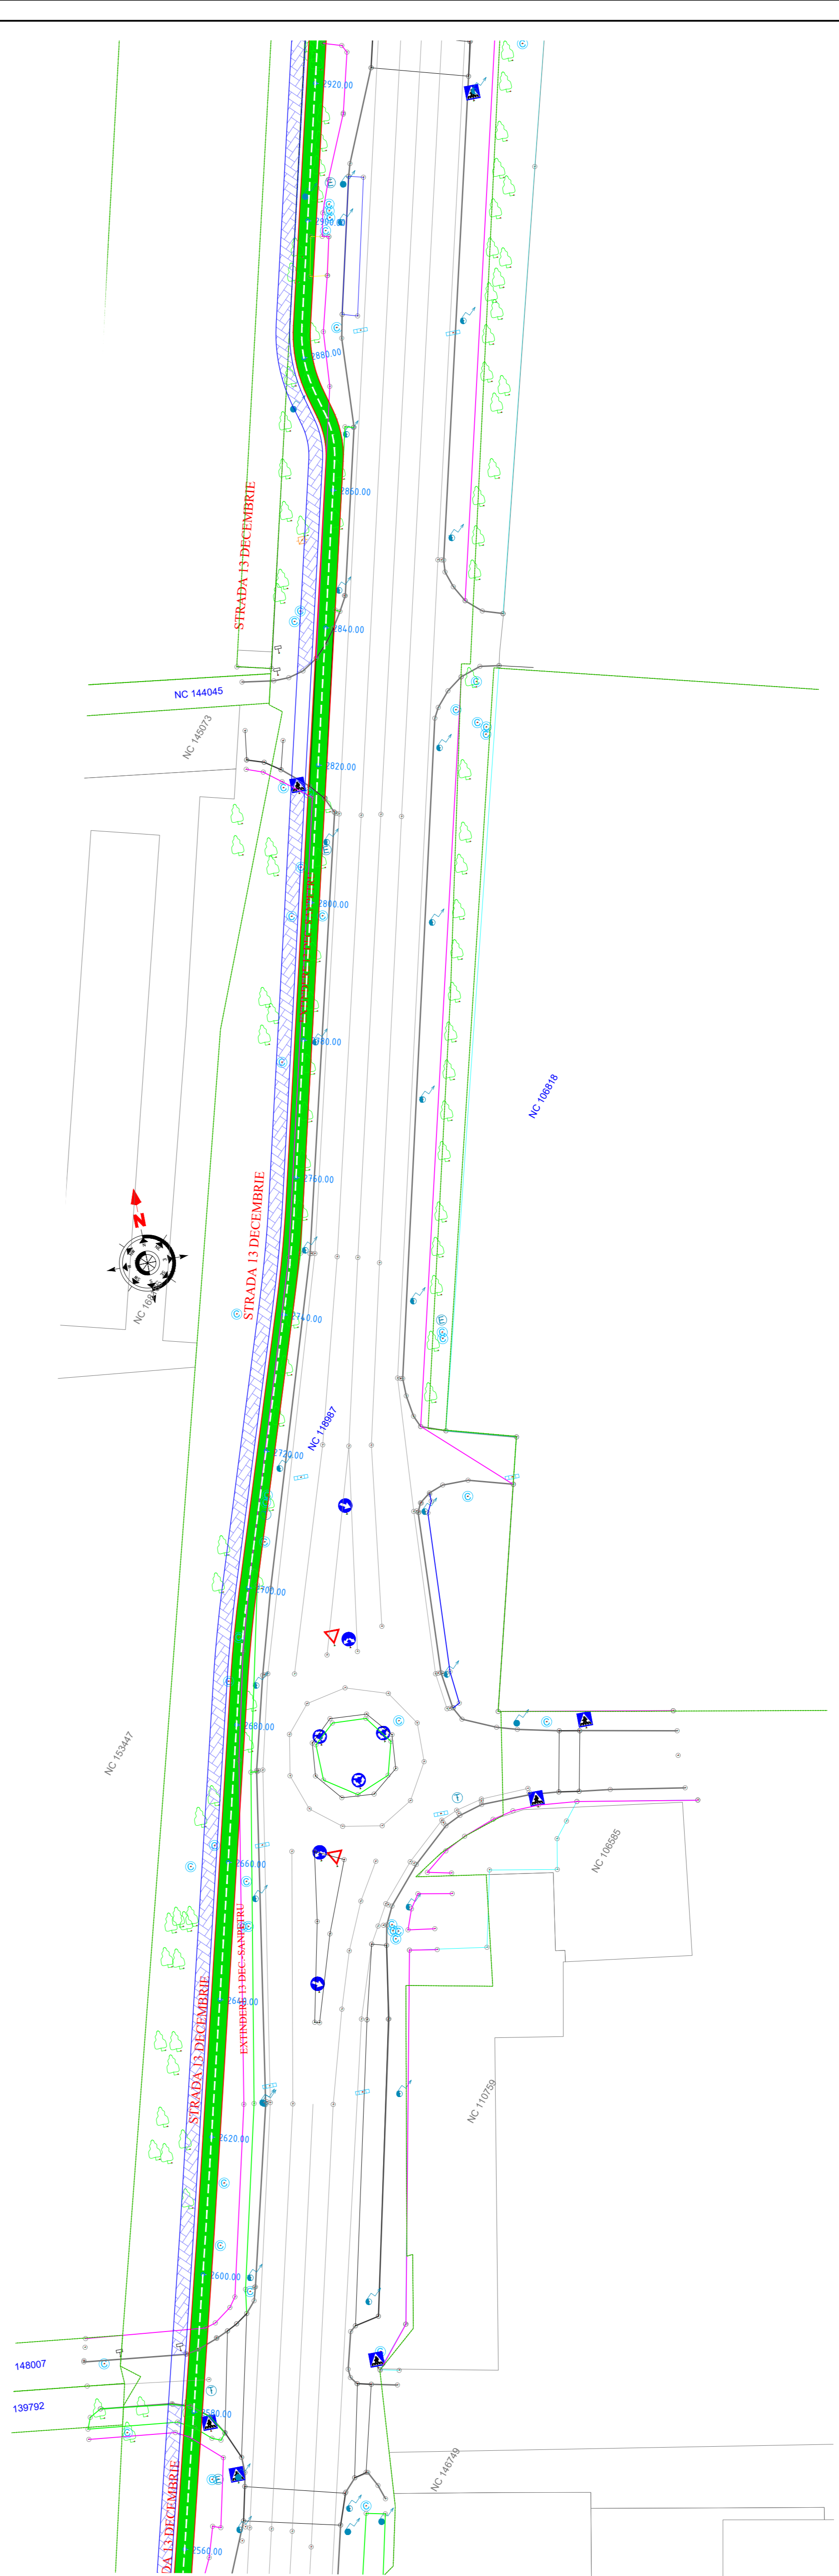 2920.00
2900.00
2880.00
2860.00
STRADA 13 DECEMBRIE
2840.00
NC 144045
NC 145073
2820.00
2800.00
2780.00
NC 106818
2760.00
STRADA 13 DECEMBRIE
N
2740.00
NC 118987
2720.00
2700.00
2680.00
NC 153447
2660.00
NC 106585
EXTINDERE 13 DEC-SANPETRU
2640.00
STRADA 13 DECEMBRIE
NC 110759
2620.00
2600.00
148007
139792
2580.00
NC 146749
DA 13 DECEMBRIE
2560.00